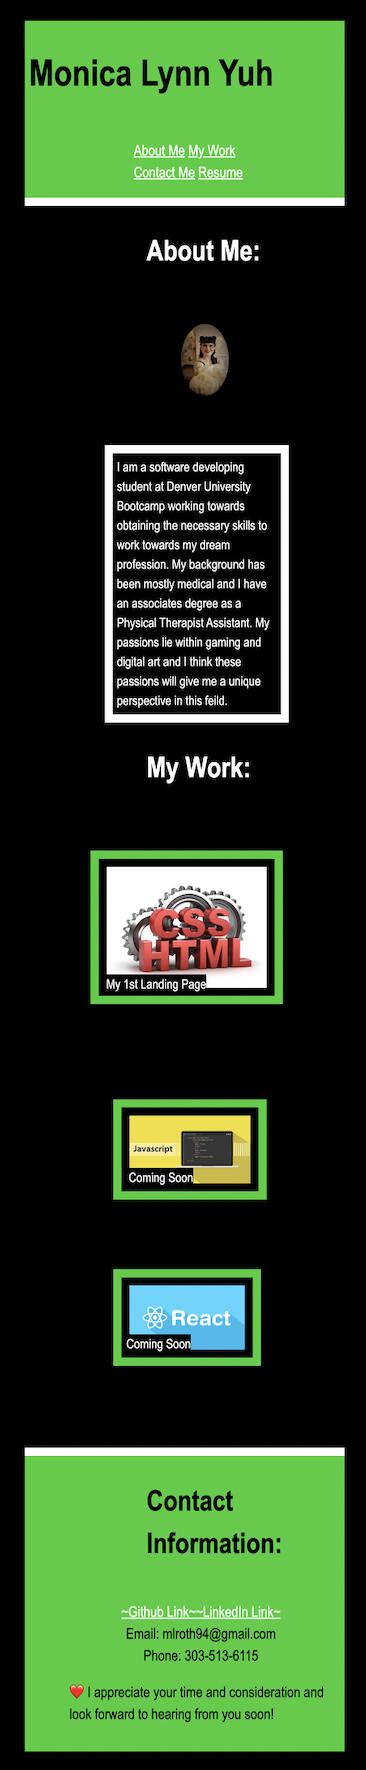 Monica Lynn Yuh
About Me My Work
Contact Me Resume
About Me:
I am a software developing
student at Denver University
Bootcamp working towards
obtaining the necessary skills to
work towards my dream
profession. My background has
been mostly medical and I have
an associates degree as a
Physical Therapist Assistant. My
passions lie within gaming and
digital art and I think these
passions will give me a unique
perspective in this feild.
My Work:
CSS
HTML
My 1st Landing Page
Javascript
Coming Soon
React
Coming Soon
Contact
Information:
~Github Link~~LinkedIn Link~
Email: mlroth94@gmail.com
Phone: 303-513-6115
❤️ I appreciate your time and consideration and
look forward to hearing from you soon!